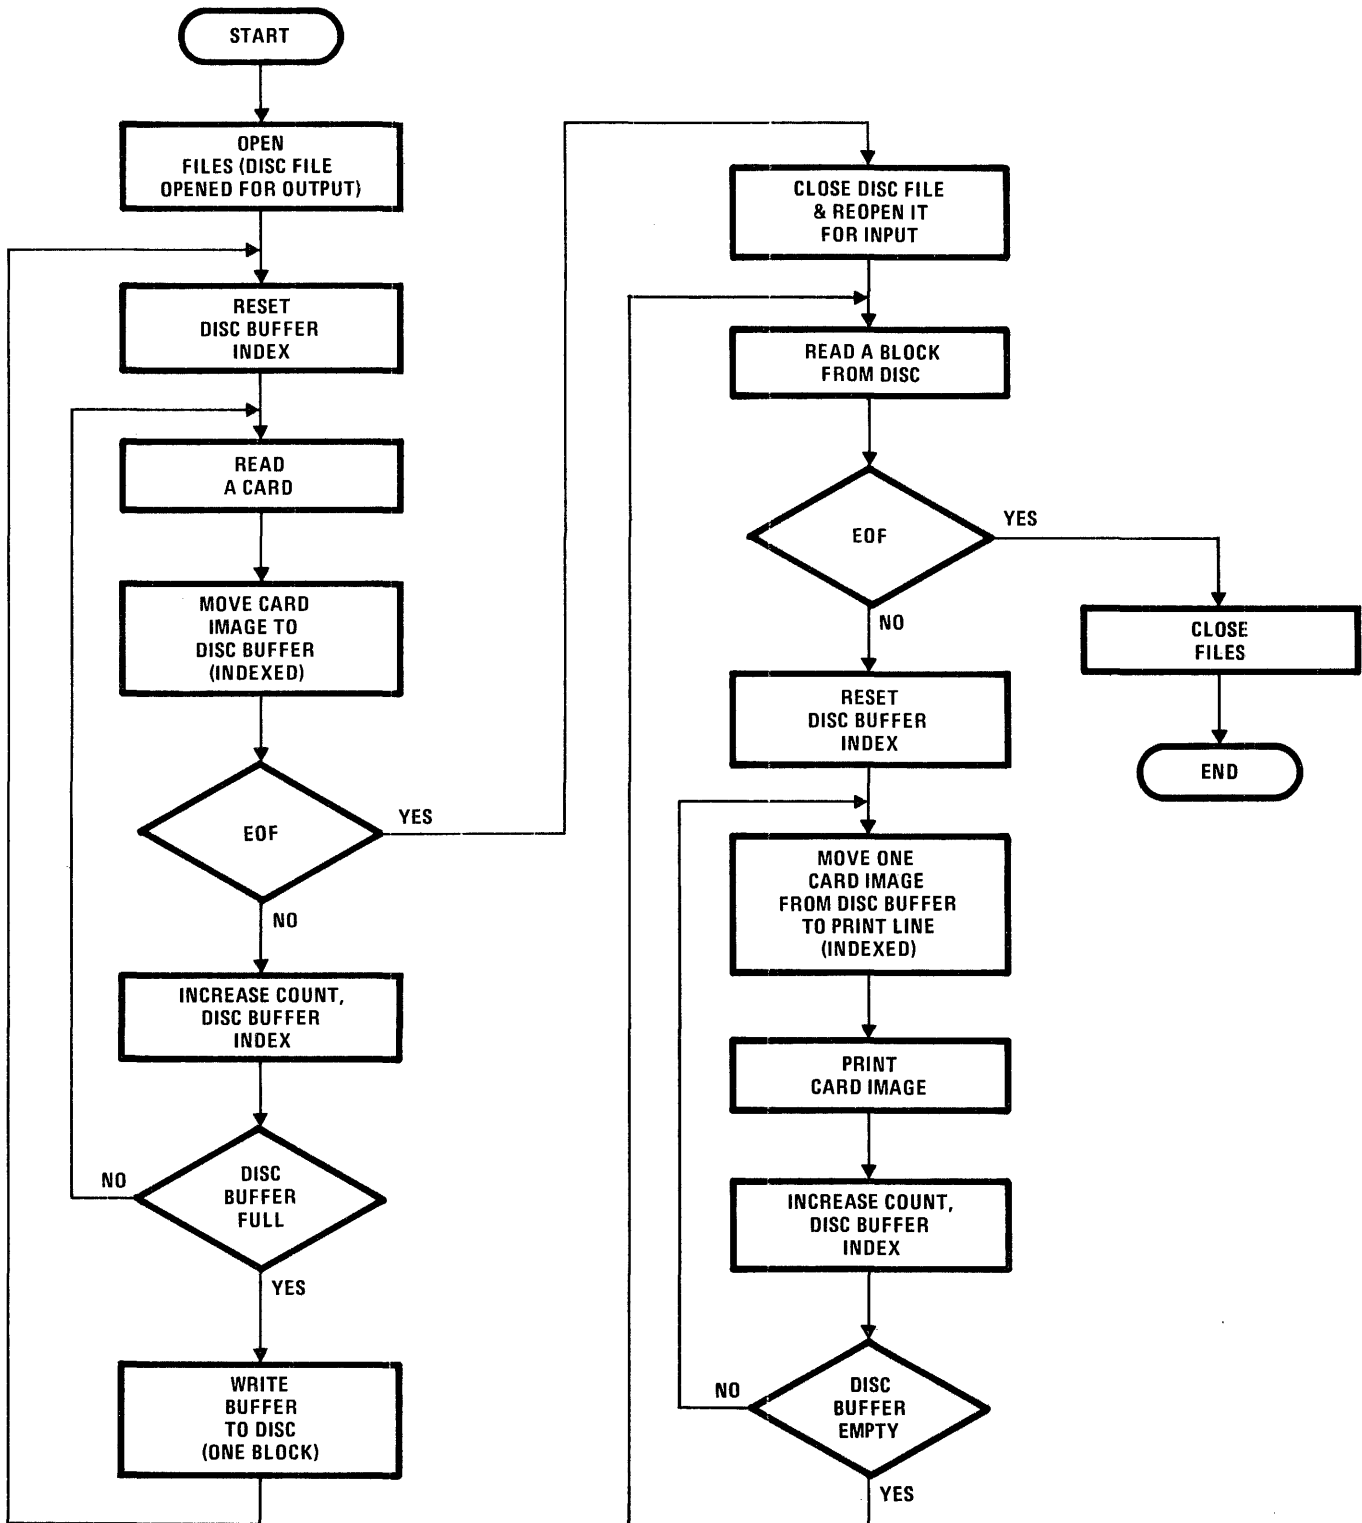 START
OPEN
FILES (DISC FILE
OPENED FOR OUTPUT)
RESET
DISC BUFFER
INDEX
READ
A CARD
MOVE CARD
IMAGE TO
DISC BUFFER
(INDEXED)
EOF
YES
NO
INCREASE COUNT,
DISC BUFFER
INDEX
DISC
BUFFER
FULL
NO
YES
WRITE
BUFFER
TO DISC
(ONE BLOCK)
CLOSE DISC FILE
& REOPEN IT
FOR INPUT
READ A BLOCK
FROM DISC
EOF
YES
NO
CLOSE
FILES
END
RESET
DISC BUFFER
INDEX
MOVE ONE
CARD IMAGE
FROM DISC BUFFER
TO PRINT LINE
(INDEXED)
PRINT
CARD IMAGE
INCREASE COUNT,
DISC BUFFER
INDEX
DISC
BUFFER
EMPTY
NO
YES